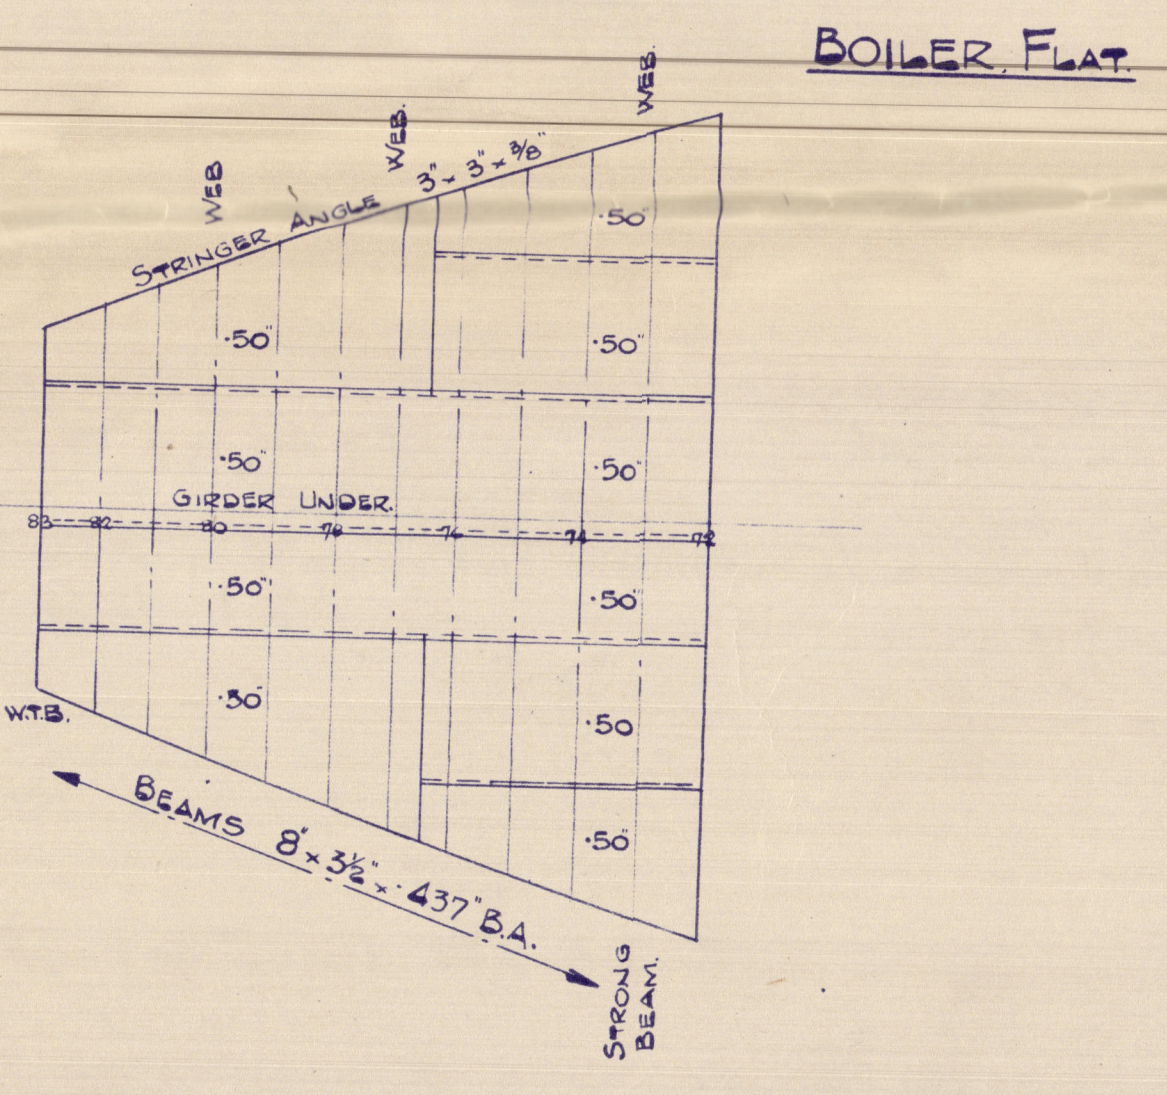 BOILER. FLAT.
WEB.
WEB.
WEB
STRINGER ANGLE 3" x 3" x 3/8"
·50"
·50"
·50"
·50"
·50"
GIRDER UNDER.
83 82 80 78 76 74 72
·50"
·50"
·50"
·50
·50"
W.T.B.
BEAMS 8" x 3½" x ·437" B.A.
STRONG
BEAM.